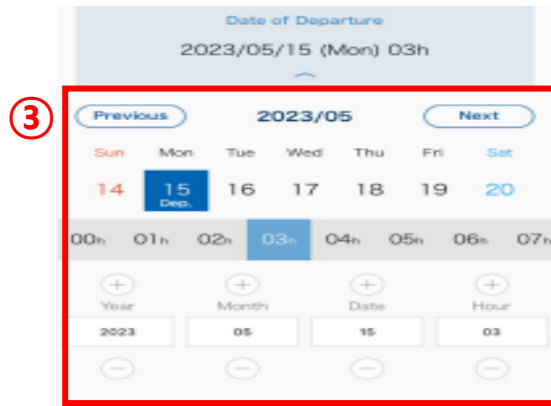 Date of Departure
2023/05/15 (Mon) 03h
③
Previous 2023/05 Next
Sun Mon Tue Wed Thu Fri Sat
14 15 16 17 18 19 20
Dep.
00h 01h 02h 03h 04h 05h 06h 07h
+ + + +
Year Month Date Hour
2023 05 15 03
− − − −